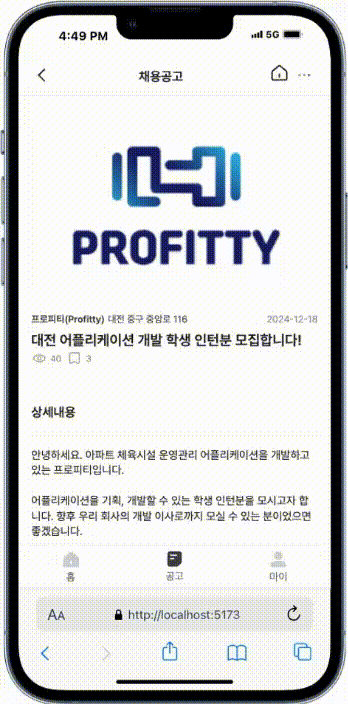 4:49 PM
5G
채용공고
PROFITTY
프로피티(Profitty) 대전 중구 중앙로 116
2024-12-18
대전 어플리케이션 개발 학생 인턴분 모집합니다!
46 3
상세내용
안녕하세요. 아파트 체육시설 운영관리 어플리케이션을 개발하고
있는 프로피티입니다.
어플리케이션을 기획, 개발할 수 있는 학생 인턴분을 모시고자 합
니다. 향후 우리 회사의 개발 이사로까지 모실 수 있는 분이었으면
좋겠습니다.
홈 공고 마이
AA http://localhost:5173